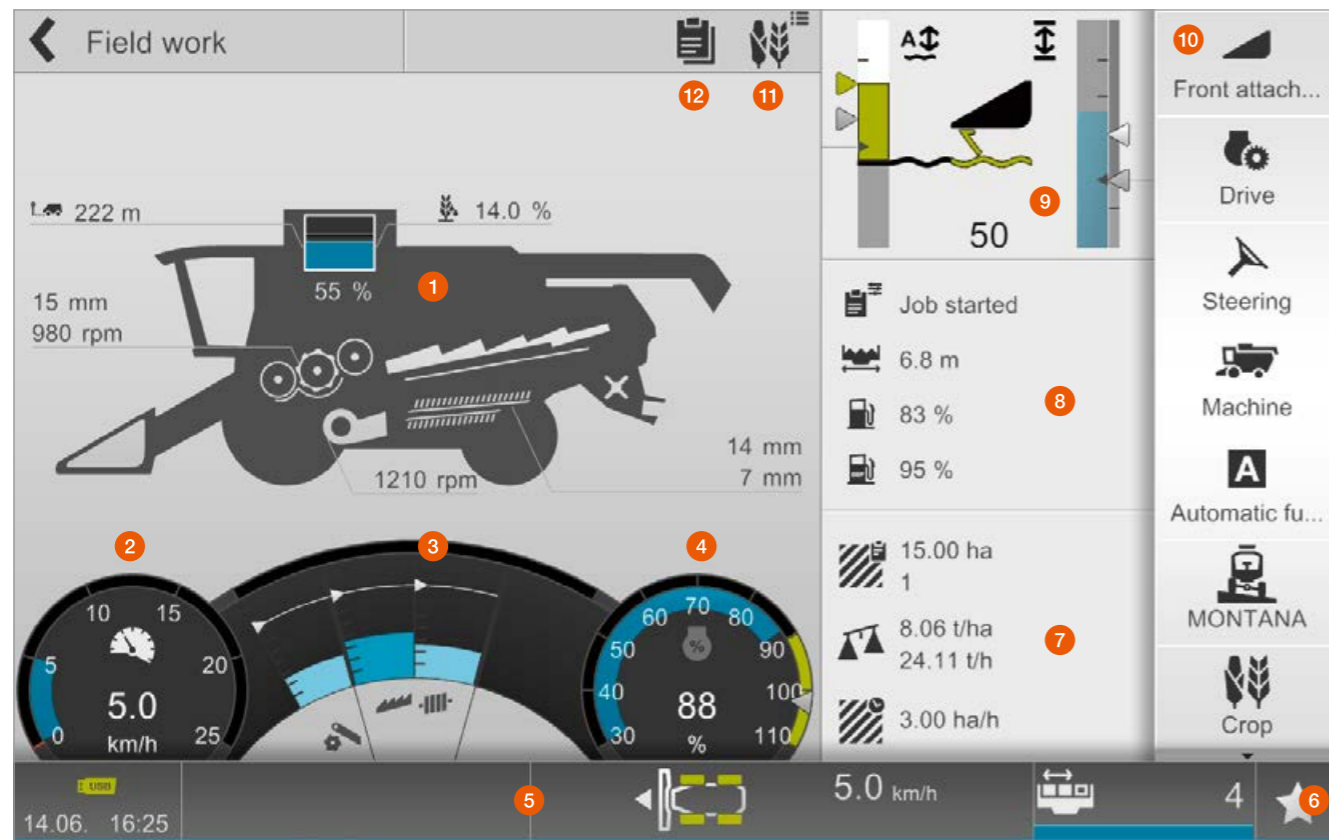 Field work
12
11
222 m
14.0 %
55 %
1
15 mm
980 rpm
14 mm
7 mm
1210 rpm
2
3
4
0
5
10
15
20
25
5.0
km/h
30
40
50
60
70
80
90
100
110
%
88
%
A
9
50
Job started
6.8 m
83 %
8
95 %
15.00 ha
1
8.06 t/ha
24.11 t/h
7
3.00 ha/h
10
Front attach...
Drive
Steering
Machine
A
Automatic fu...
MONTANA
Crop
USB
14.06. 16:25
5
5.0 km/h
4
6